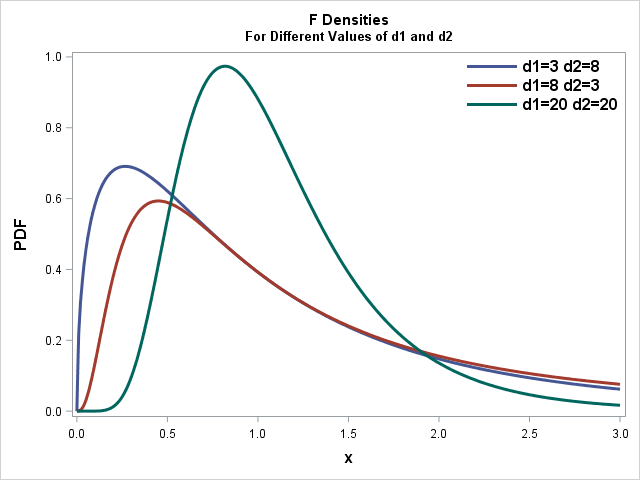 F Densities
For Different Values of d1 and d2
d1=3 d2=8
d1=8 d2=3
d1=20 d2=20
1.0
0.8
0.6
0.4
0.2
0.0
PDF
0.0 0.5 1.0 1.5 2.0 2.5 3.0
x